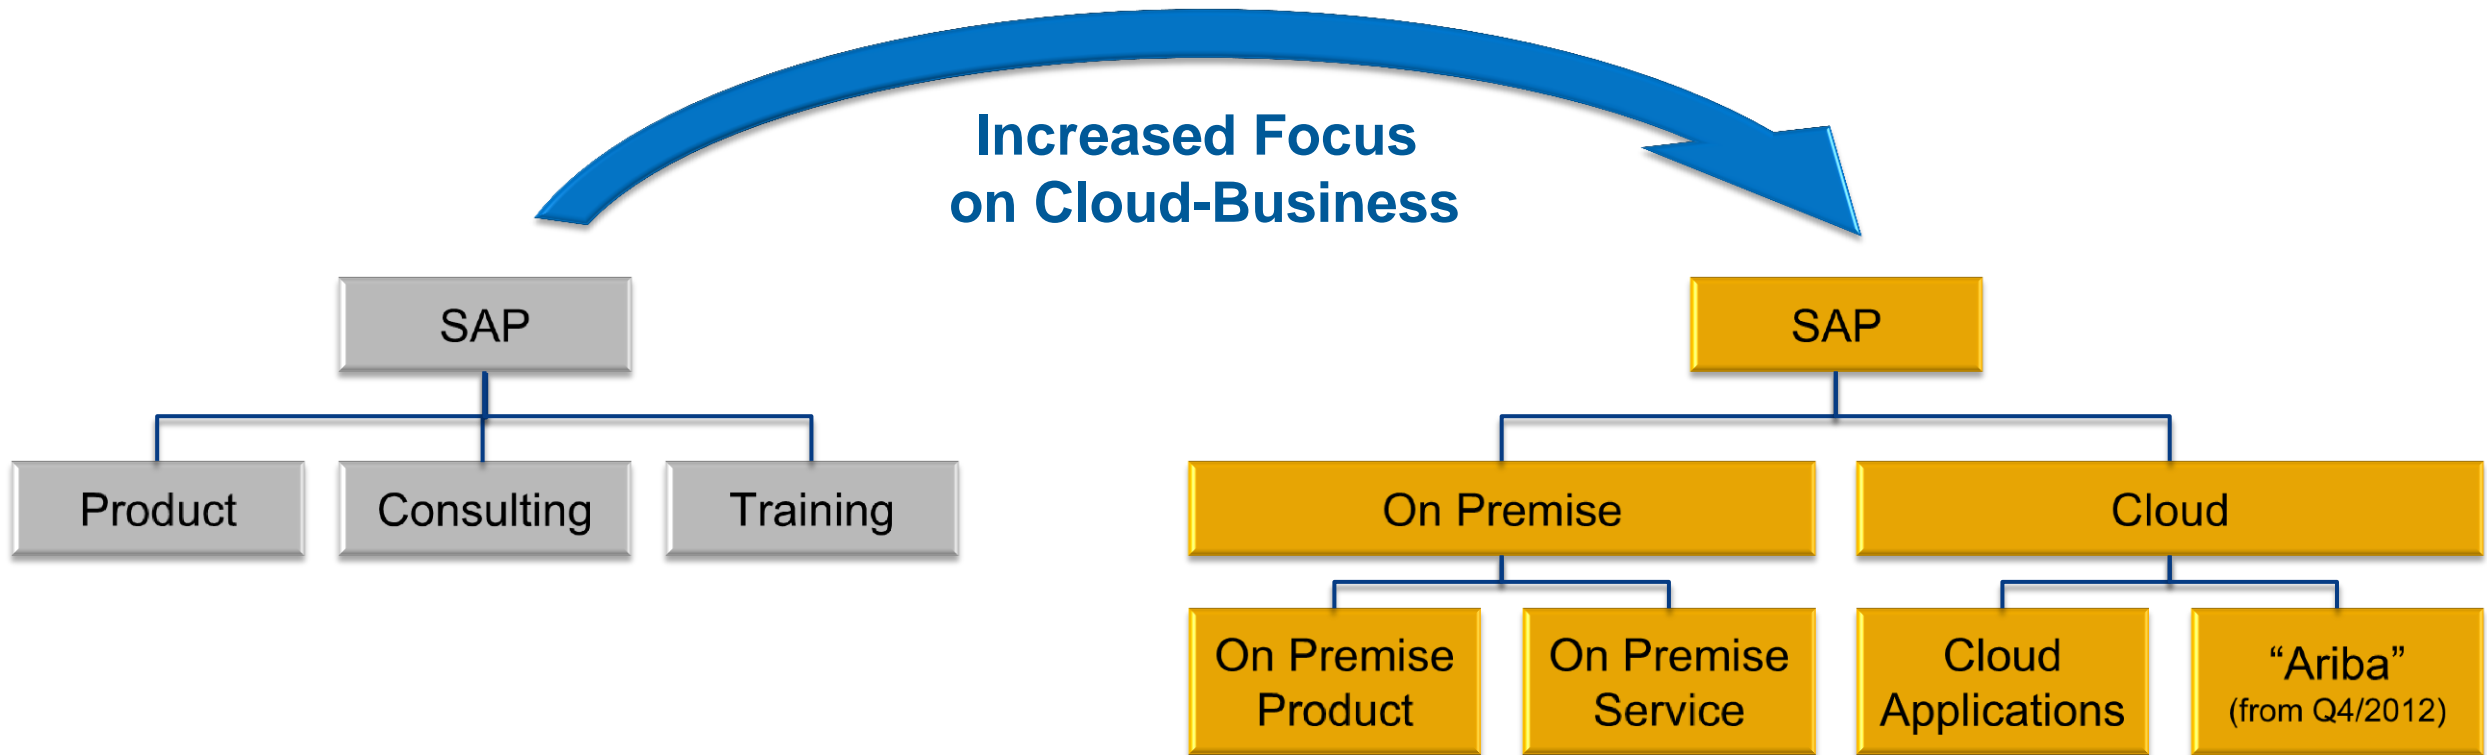 Increased Focus
on Cloud-Business
SAP
Product
Consulting
Training
SAP
On Premise
Cloud
On Premise
Product
On Premise
Service
Cloud
Applications
“Ariba”
(from Q4/2012)